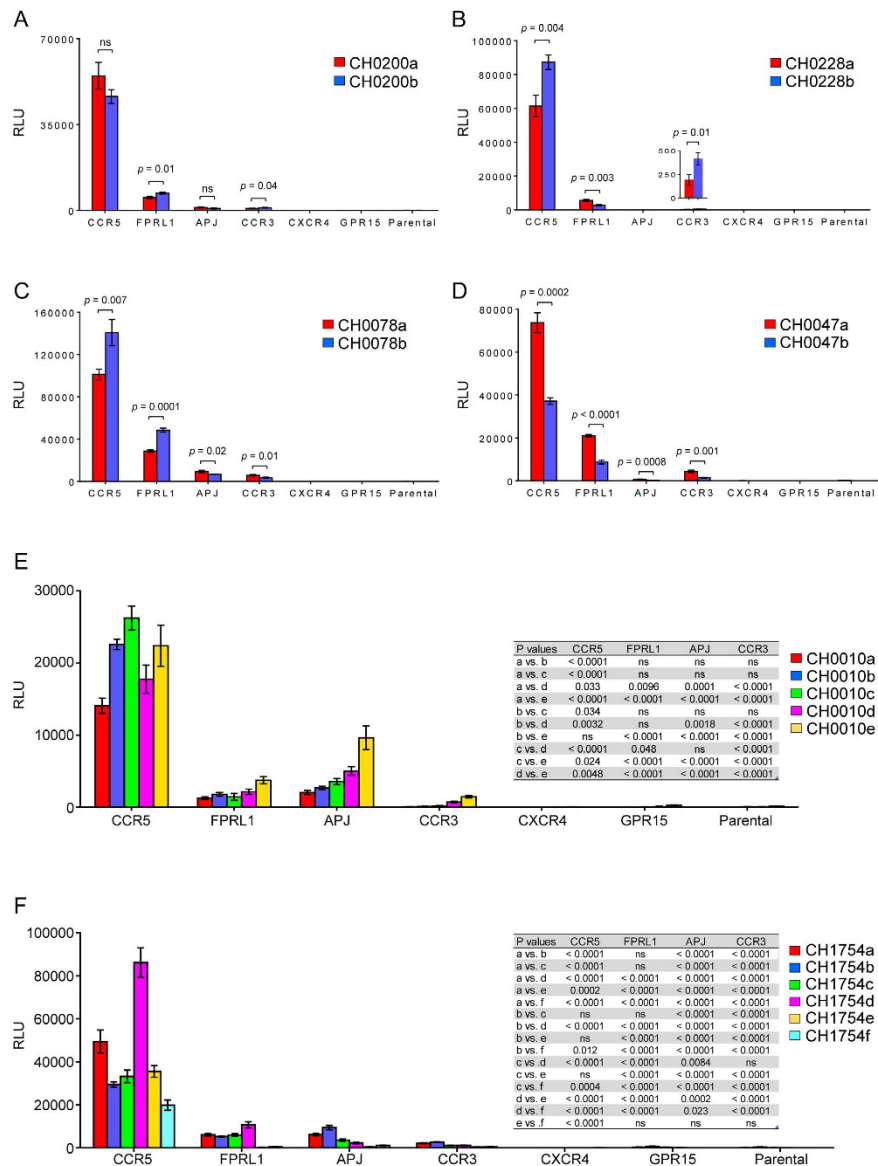 A
70000
35000
0
RLU
ns
p = 0.01
ns
p = 0.04
CH0200a
CH0200b
CCR5 FPRL1 APJ CCR3 CXCR4 GPR15 Parental
B
100000
80000
60000
40000
20000
0
RLU
p = 0.004
p = 0.003
p = 0.01
500
250
0
CH0228a
CH0228b
CCR5 FPRL1 APJ CCR3 CXCR4 GPR15 Parental
C
160000
120000
80000
40000
0
RLU
p = 0.007
p = 0.0001
p = 0.02
p = 0.01
CH0078a
CH0078b
CCR5 FPRL1 APJ CCR3 CXCR4 GPR15 Parental
D
80000
60000
40000
20000
0
RLU
p = 0.0002
p < 0.0001
p = 0.0008
p = 0.001
CH0047a
CH0047b
CCR5 FPRL1 APJ CCR3 CXCR4 GPR15 Parental
E
30000
20000
10000
0
RLU
P values CCR5 FPRL1 APJ CCR3
a vs. b < 0.0001 ns ns ns
a vs. c < 0.0001 ns ns ns
a vs. d 0.033 0.0096 0.0001 < 0.0001
a vs. e < 0.0001 < 0.0001 < 0.0001 < 0.0001
b vs. c 0.034 ns ns ns
b vs. d 0.0032 ns 0.0018 < 0.0001
b vs. e ns < 0.0001 < 0.0001 < 0.0001
c vs. d < 0.0001 0.048 ns < 0.0001
c vs. e 0.024 < 0.0001 < 0.0001 < 0.0001
d vs. e 0.0048 < 0.0001 < 0.0001 < 0.0001
CH0010a
CH0010b
CH0010c
CH0010d
CH0010e
CCR5 FPRL1 APJ CCR3 CXCR4 GPR15 Parental
F
100000
80000
60000
40000
20000
0
RLU
P values CCR5 FPRL1 APJ CCR3
a vs. b < 0.0001 ns < 0.0001 < 0.0001
a vs. c < 0.0001 ns < 0.0001 < 0.0001
a vs. d < 0.0001 < 0.0001 < 0.0001 < 0.0001
a vs. e 0.0002 < 0.0001 < 0.0001 < 0.0001
a vs. f < 0.0001 < 0.0001 < 0.0001 < 0.0001
b vs. c ns ns < 0.0001 < 0.0001
b vs. d < 0.0001 < 0.0001 < 0.0001 < 0.0001
b vs. e ns < 0.0001 < 0.0001 < 0.0001
b vs. f 0.012 < 0.0001 < 0.0001 < 0.0001
c vs .d < 0.0001 < 0.0001 0.0084 ns
c vs. e ns < 0.0001 < 0.0001 < 0.0001
c vs. f 0.0004 < 0.0001 < 0.0001 < 0.0001
d vs. e < 0.0001 < 0.0001 0.0002 < 0.0001
d vs. f < 0.0001 < 0.0001 0.023 < 0.0001
e vs .f < 0.0001 ns ns ns
CH1754a
CH1754b
CH1754c
CH1754d
CH1754e
CH1754f
CCR5 FPRL1 APJ CCR3 CXCR4 GPR15 Parental